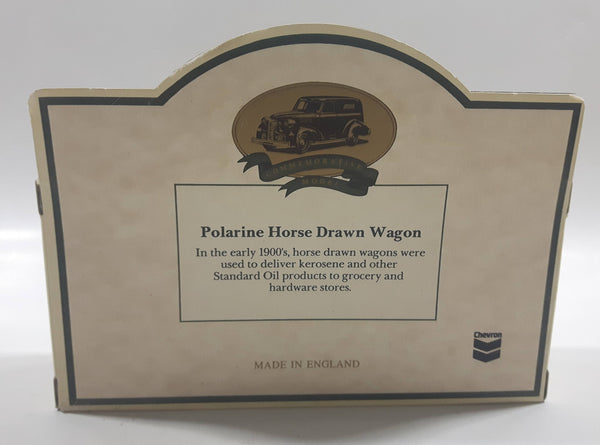 COMMEMORATIVE
MODEL
Polarine Horse Drawn Wagon
In the early 1900's, horse drawn wagons were
used to deliver kerosene and other
Standard Oil products to grocery and
hardware stores.
Chevron
MADE IN ENGLAND